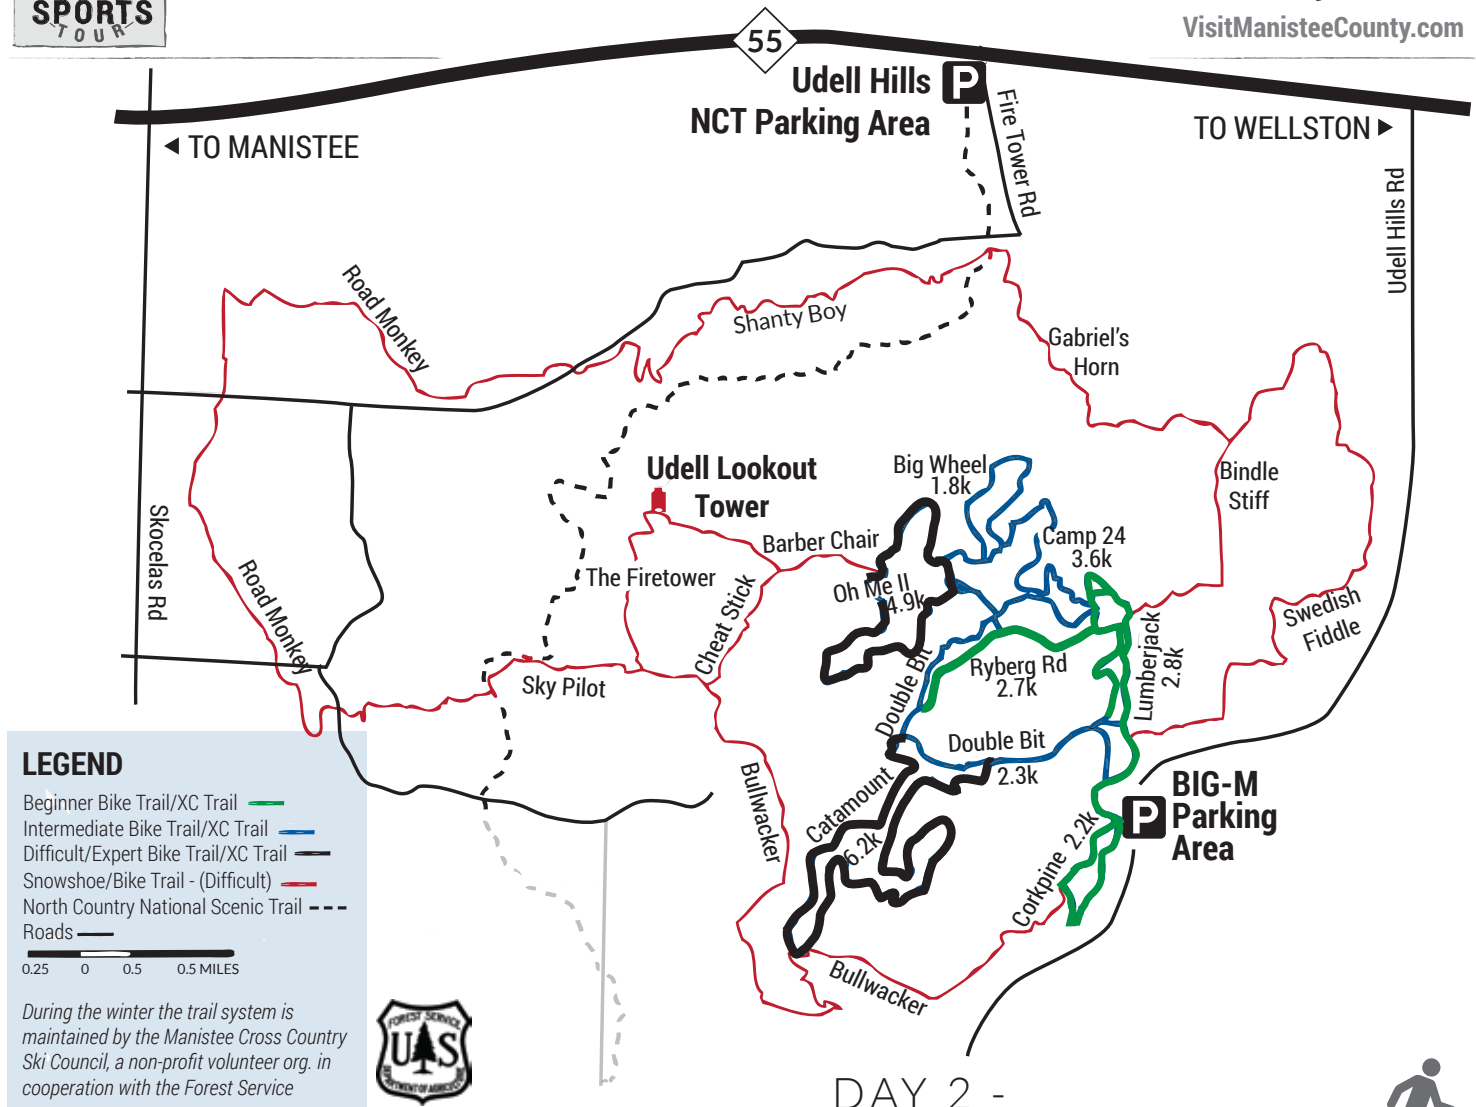 SPORTS
TOUR
VisitManisteeCounty.com
55
Udell Hills
NCT Parking Area
P
Fire Tower Rd
TO MANISTEE
TO WELLSTON
Udell Hills Rd
Road Monkey
Shanty Boy
Gabriel's
Horn
Udell Lookout
Tower
Big Wheel
1.8k
Bindle
Stiff
Skocelas Rd
Barber Chair
Camp 24
3.6k
The Firetower
Oh Me II
4.9k
Cheat Stick
Road Monkey
Swedish
Fiddle
Lumberjack
2.8k
Ryberg Rd
2.7k
Sky Pilot
Double Bit
Double Bit
2.3k
Bullwacker
Catamount
6.2k
BIG-M
Parking
Area
P
Corkpine 2.2k
Bullwacker
LEGEND
Beginner Bike Trail/XC Trail
Intermediate Bike Trail/XC Trail
Difficult/Expert Bike Trail/XC Trail
Snowshoe/Bike Trail - (Difficult)
North Country National Scenic Trail
Roads
0.25 0 0.5 0.5 MILES
During the winter the trail system is
maintained by the Manistee Cross Country
Ski Council, a non-profit volunteer org. in
cooperation with the Forest Service
FOREST SERVICE
US
DEPARTMENT OF AGRICULTURE
DAY 2 -